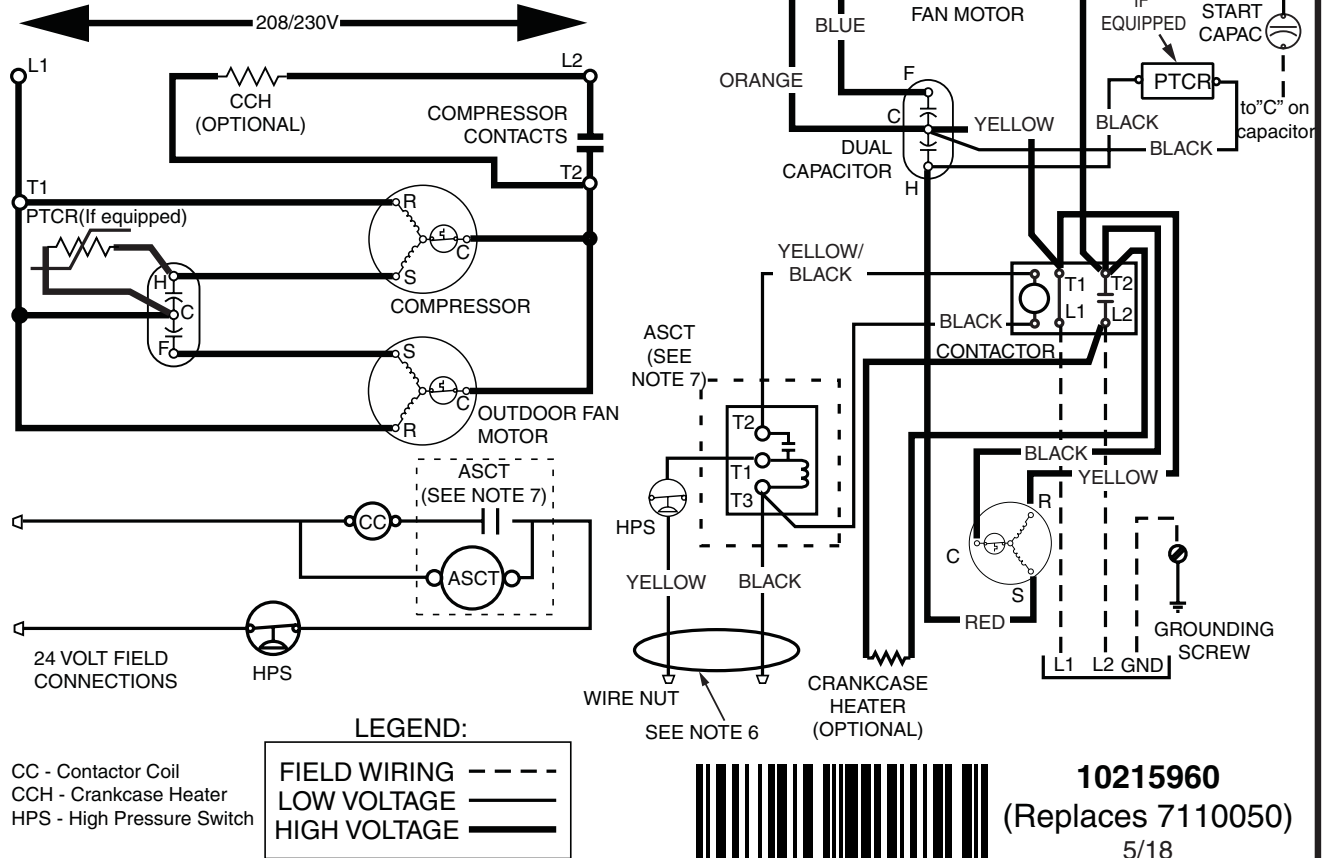 208/230V
L1
L2
CCH
(OPTIONAL)
COMPRESSOR
CONTACTS
T2
T1
PTCR(If equipped)
R
C
S
COMPRESSOR
H
C
F
S
C
R
OUTDOOR FAN
MOTOR
ASCT
(SEE NOTE 7)
CC
ASCT
HPS
24 VOLT FIELD
CONNECTIONS
LEGEND:
FIELD WIRING
LOW VOLTAGE
HIGH VOLTAGE
CC - Contactor Coil
CCH - Crankcase Heater
HPS - High Pressure Switch
BLUE
FAN MOTOR
IF
EQUIPPED
START
CAPAC
ORANGE
F
C
H
DUAL
CAPACITOR
YELLOW
PTCR
BLACK
BLACK
to"C" on
capacitor
YELLOW/
BLACK
T1
T2
L1
L2
BLACK
CONTACTOR
ASCT
(SEE
NOTE 7)
T2
T1
T3
HPS
YELLOW
BLACK
WIRE NUT
SEE NOTE 6
BLACK
YELLOW
R
C
S
RED
CRANKCASE
HEATER
(OPTIONAL)
L1
L2
GND
GROUNDING
SCREW
10215960
(Replaces 7110050)
5/18